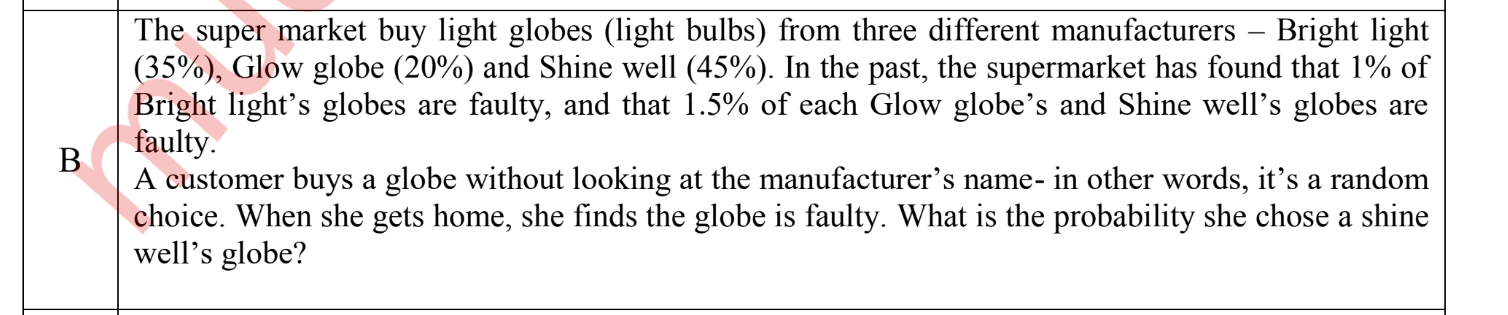 The super market buy light globes (light bulbs) from three different manufacturers – Bright light
(35%), Glow globe (20%) and Shine well (45%). In the past, the supermarket has found that 1% of
Bright light’s globes are faulty, and that 1.5% of each Glow globe’s and Shine well’s globes are
faulty.
B
A customer buys a globe without looking at the manufacturer’s name- in other words, it’s a random
choice. When she gets home, she finds the globe is faulty. What is the probability she chose a shine
well’s globe?